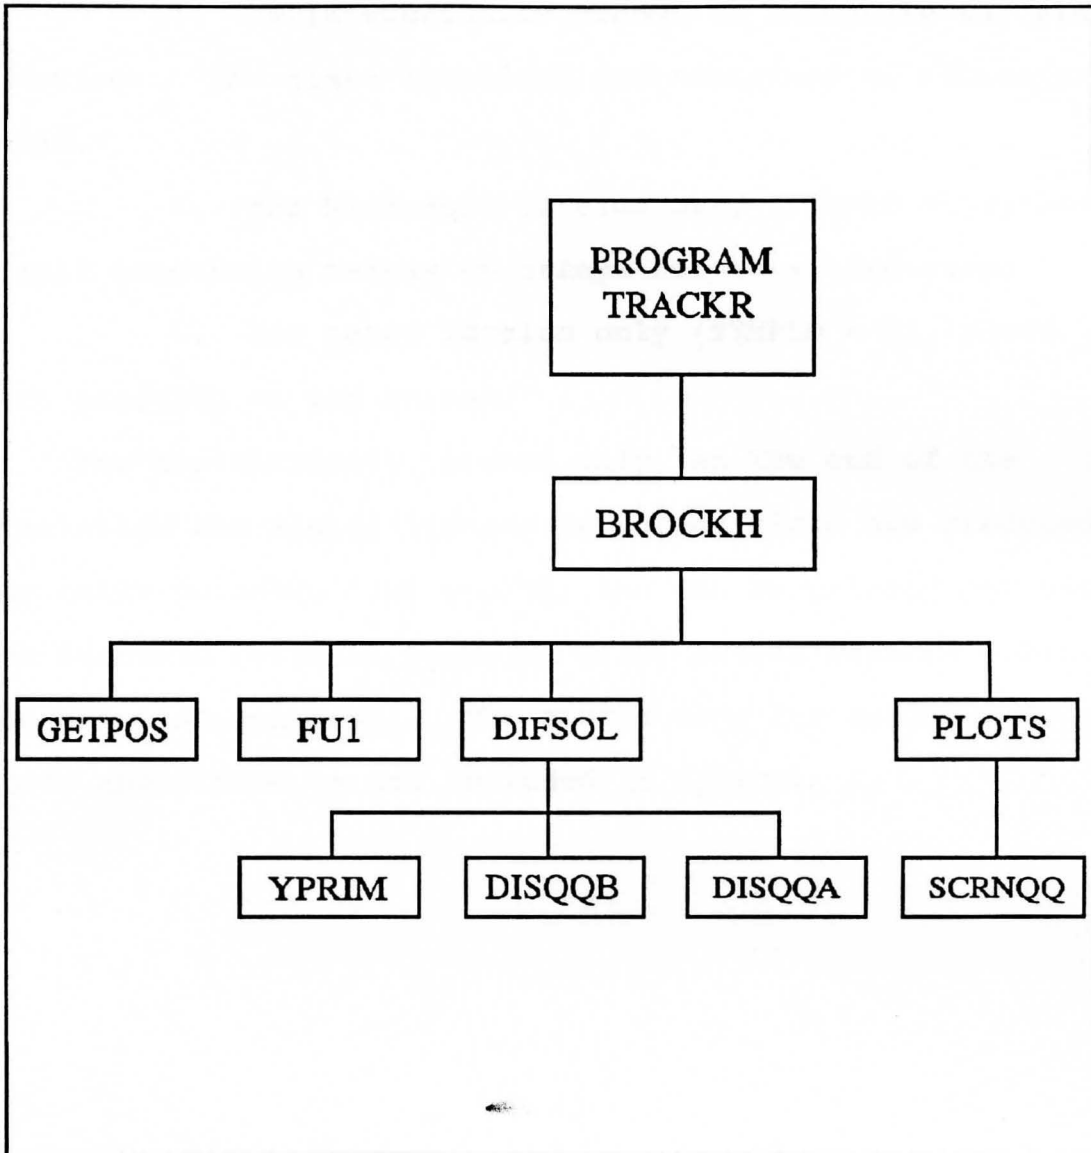 PROGRAM
TRACKR
BROCKH
GETPOS
FU1
DIFSOL
PLOTS
YPRIM
DISQQB
DISQQA
SCRNQQ